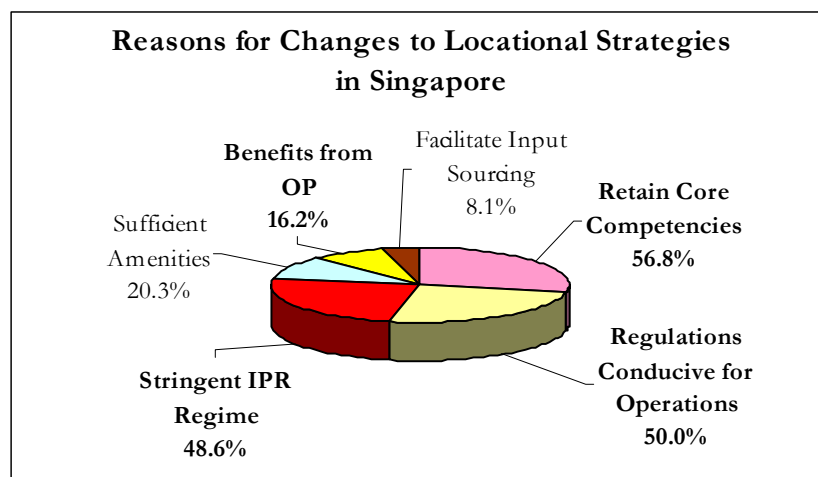 Reasons for Changes to Locational Strategies
in Singapore
Benefits from
OP
16.2%
Facilitate Input
Sourcing
8.1%
Retain Core
Competencies
56.8%
Sufficient
Amenities
20.3%
Regulations
Conducive for
Operations
50.0%
Stringent IPR
Regime
48.6%